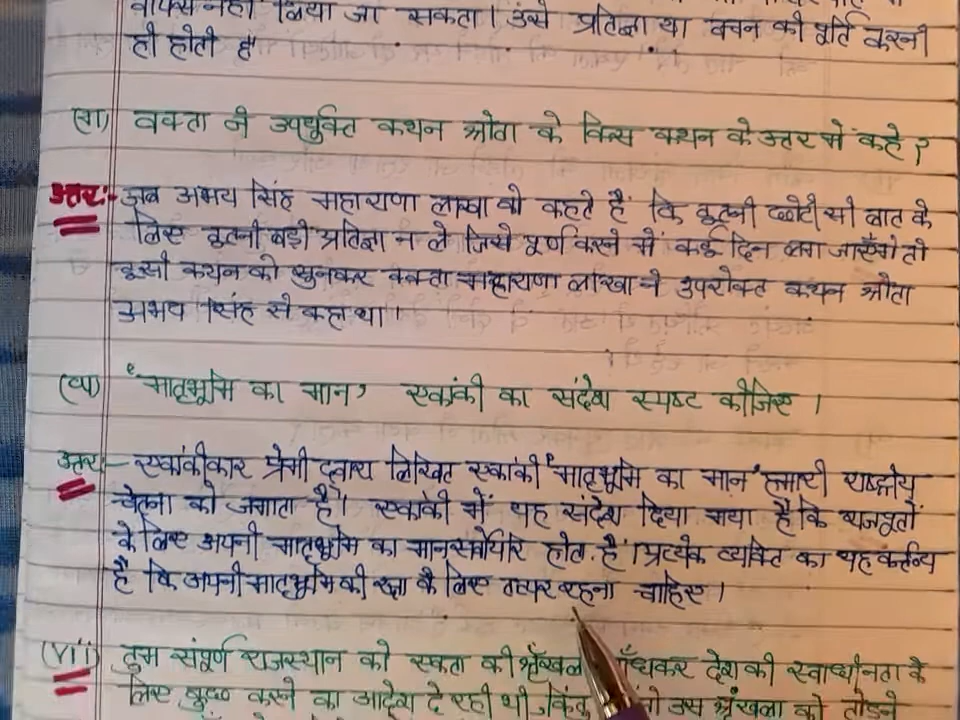 वापस नहीं लिया जा सकता। उसे प्रतिज्ञा या वचन की पूर्ति करनी
ही होती है
(ग) वक्ता ने उपर्युक्त कथन श्रोता के किस कथन के उत्तर में कहे?
उत्तर:- जब अभय सिंह महाराणा लाखा को कहते हैं कि इतनी छोटी सी बात के
लिए इतनी बड़ी प्रतिज्ञा न ले जिसे पूर्ण करने में कई दिन लग जाएँगे तो
इसी कथन को सुनकर वक्ता महाराणा लाखा ने उपरोक्त कथन श्रोता
अभय सिंह से कहा था।
(घ) 'मातृभूमि का मान' एकांकी का संदेश स्पष्ट कीजिए।
उत्तर:- एकांकीकार प्रेमी द्वारा लिखित एकांकी 'मातृभूमि का मान' हमारी राष्ट्रीय
चेतना को जगाता है। एकांकी में यह संदेश दिया गया है कि राजपूतों
के लिए अपनी मातृभूमि का मान सर्वोपरि होत है। प्रत्येक व्यक्ति का यह कर्त्तव्य
है कि अपनी मातृभूमि की रक्षा के लिए तत्पर रहना चाहिए।
(vii) तुम संपूर्ण राजस्थान को एकता की श्रृंखला बाँधकर देश की स्वाधीनता के
लिए कुछ करने का आदेश दे रही थी, किंतु तो उस श्रृंखला को तोड़ने